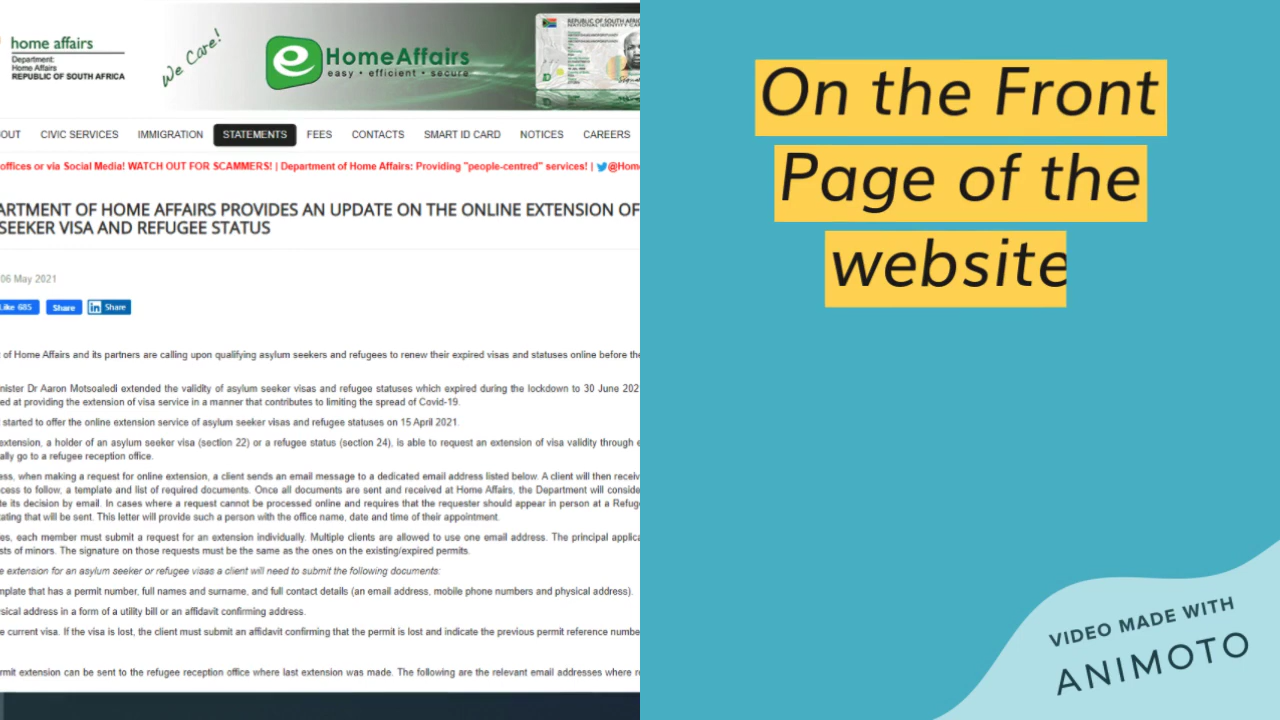 home affairs
Department:
Home Affairs
REPUBLIC OF SOUTH AFRICA
We Care!
e HomeAffairs
easy • efficient • secure
REPUBLIC OF SOUTH AFRI
NATIONAL IDENTITY CA
OUT CIVIC SERVICES IMMIGRATION STATEMENTS FEES CONTACTS SMART ID CARD NOTICES CAREERS
offices or via Social Media! WATCH OUT FOR SCAMMERS! | Department of Home Affairs: Providing "people-centred" services! | @Hom
ARTMENT OF HOME AFFAIRS PROVIDES AN UPDATE ON THE ONLINE EXTENSION OF
SEEKER VISA AND REFUGEE STATUS
06 May 2021
Like 685 Share in Share
of Home Affairs and its partners are calling upon qualifying asylum seekers and refugees to renew their expired visas and statuses online before the
nister Dr Aaron Motsoaledi extended the validity of asylum seeker visas and refugee statuses which expired during the lockdown to 30 June 202
ed at providing the extension of visa service in a manner that contributes to limiting the spread of Covid-19.
started to offer the online extension service of asylum seeker visas and refugee statuses on 15 April 2021.
extension, a holder of an asylum seeker visa (section 22) or a refugee status (section 24), is able to request an extension of visa validity through e
ally go to a refugee reception office.
ess, when making a request for online extension, a client sends an email message to a dedicated email address listed below. A client will then receiv
cess to follow, a template and list of required documents. Once all documents are sent and received at Home Affairs, the Department will conside
te its decision by email. In cases where a request cannot be processed online and requires that the requester should appear in person at a Refug
tating that will be sent. This letter will provide such a person with the office name, date and time of their appointment.
es, each member must submit a request for an extension individually. Multiple clients are allowed to use one email address. The principal applica
sts of minors. The signature on those requests must be the same as the ones on the existing/expired permits.
e extension for an asylum seeker or refugee visas a client will need to submit the following documents:
mplate that has a permit number, full names and surname, and full contact details (an email address, mobile phone numbers and physical address).
sical address in a form of a utility bill or an affidavit confirming address.
e current visa. If the visa is lost, the client must submit an affidavit confirming that the permit is lost and indicate the previous permit reference numbe
rmit extension can be sent to the refugee reception office where last extension was made. The following are the relevant email addresses where r
On the Front
Page of the
website
VIDEO MADE WITH
ANIMOTO